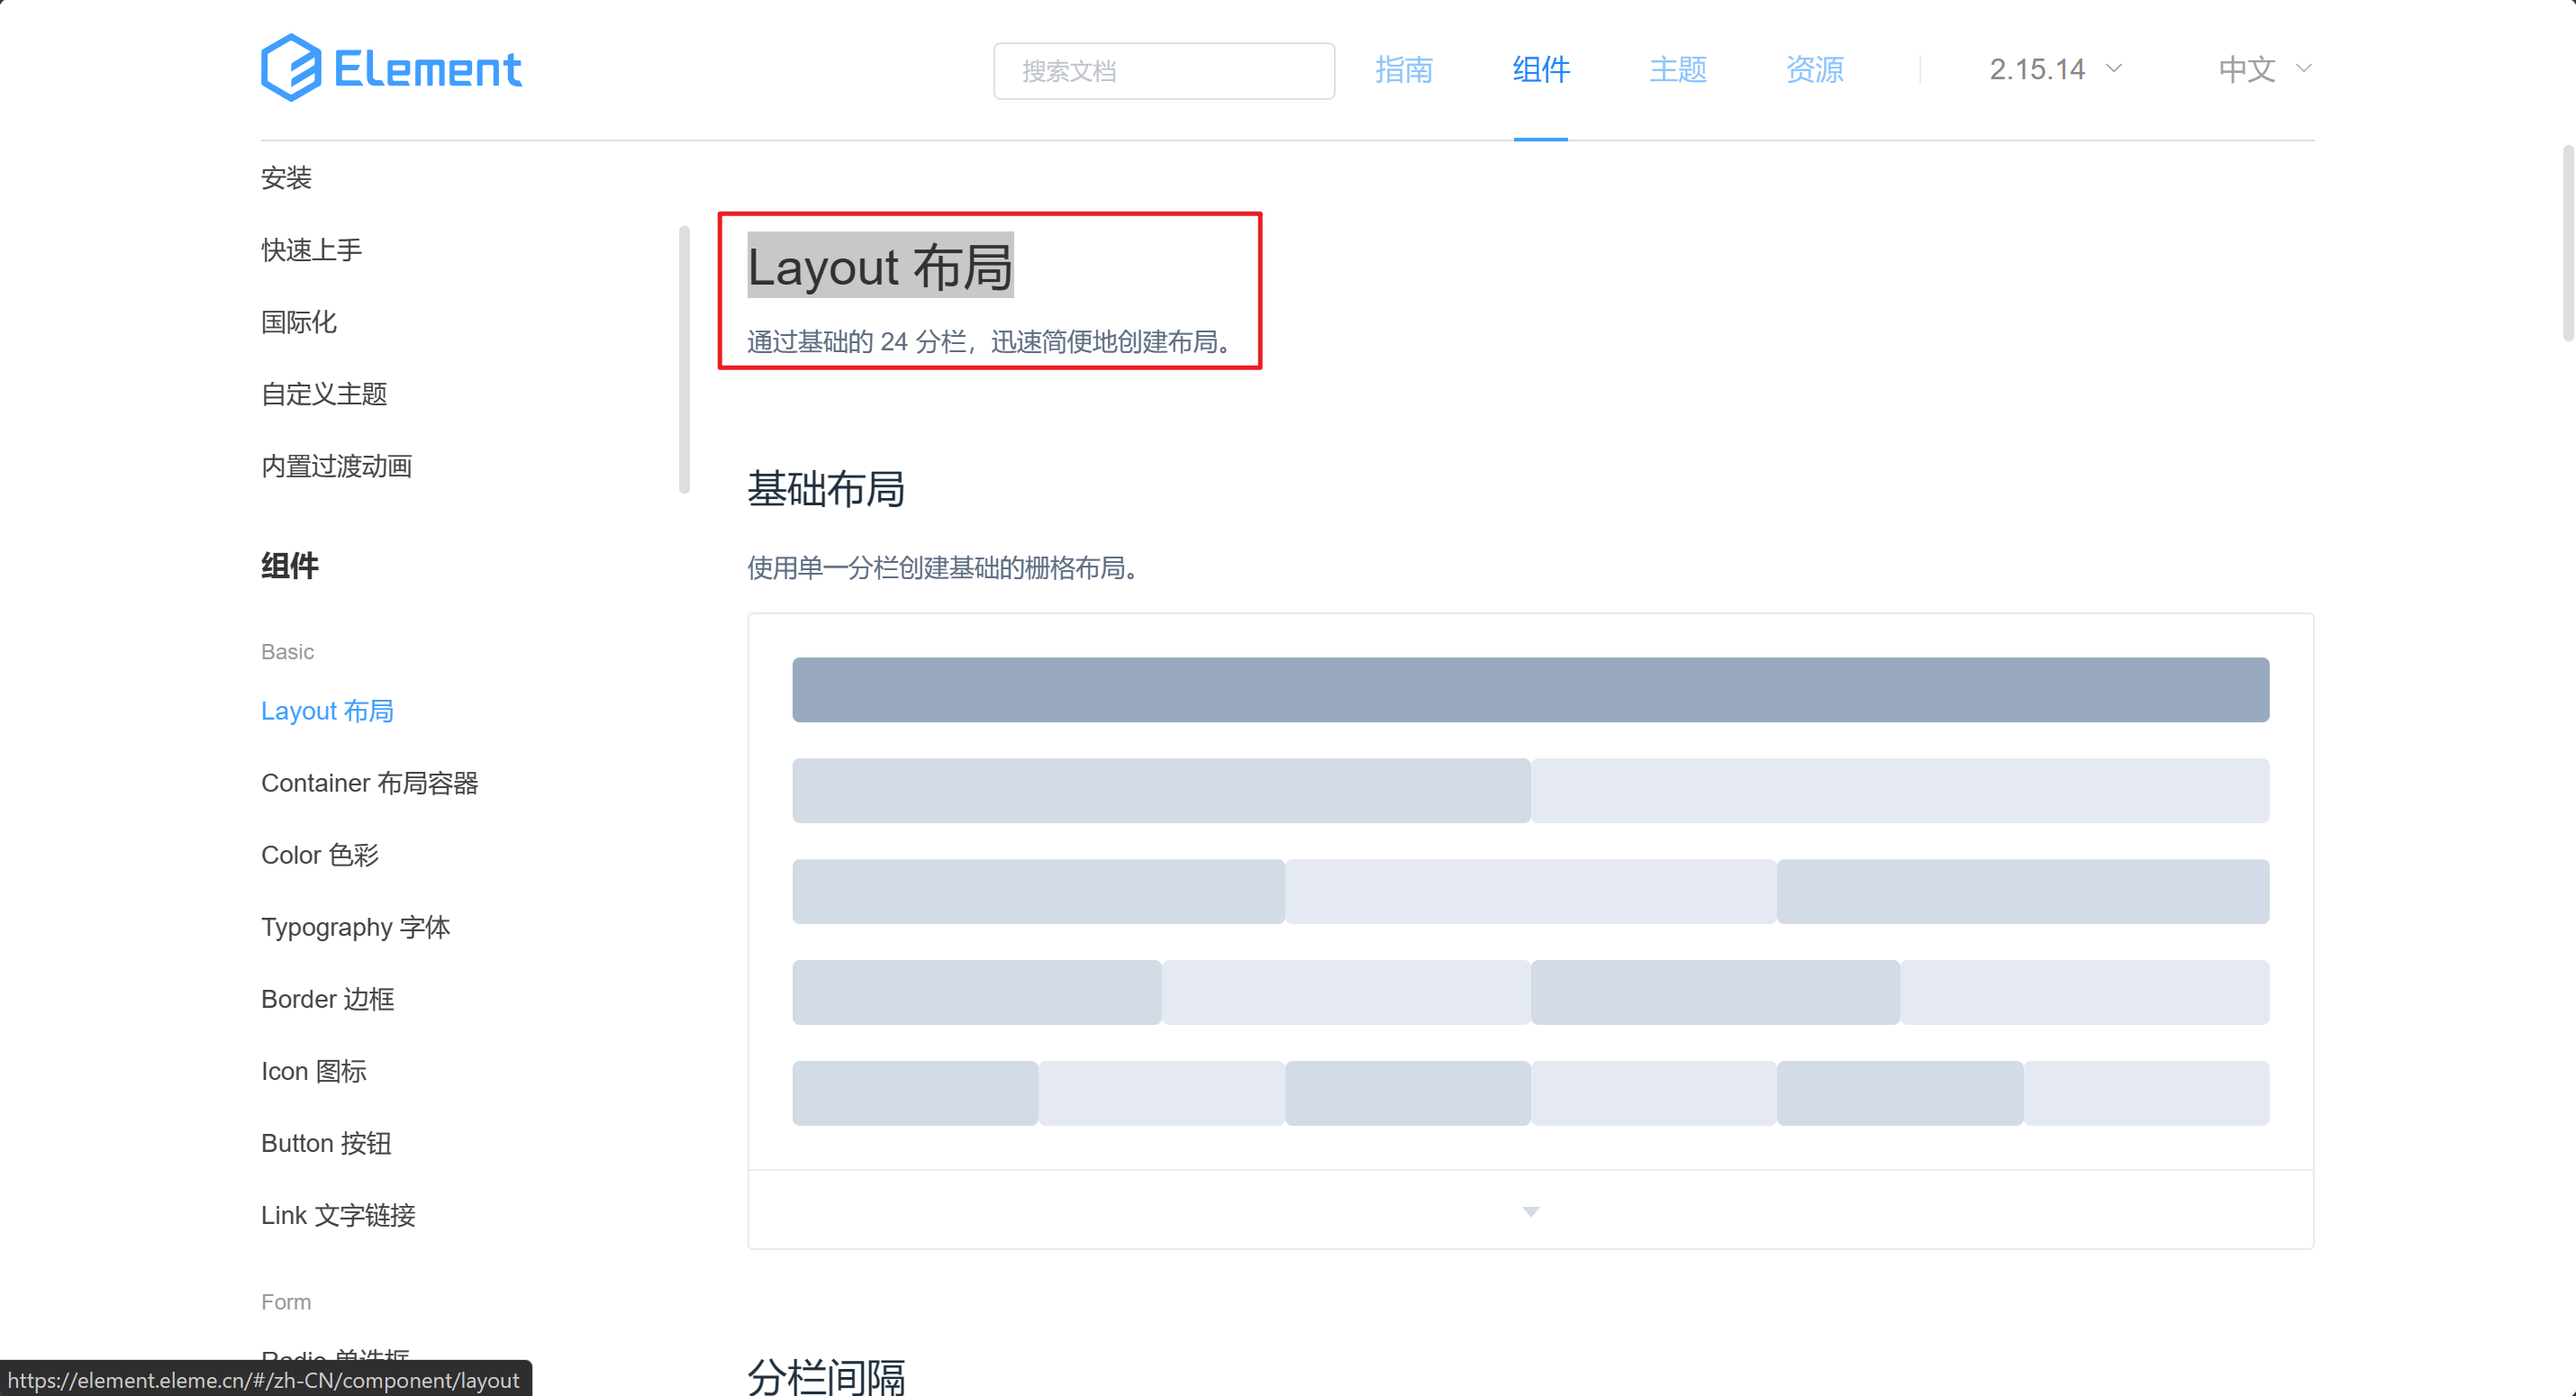 Element
搜索文档
指南
组件
主题
资源
2.15.14
中文
安装
快速上手
国际化
自定义主题
内置过渡动画
组件
Basic
Layout 布局
Container 布局容器
Color 色彩
Typography 字体
Border 边框
Icon 图标
Button 按钮
Link 文字链接
Form
Radio 单选框
https://element.eleme.cn/#/zh-CN/component/layout
Layout 布局
通过基础的 24 分栏，迅速简便地创建布局。
基础布局
使用单一分栏创建基础的栅格布局。
分栏间隔